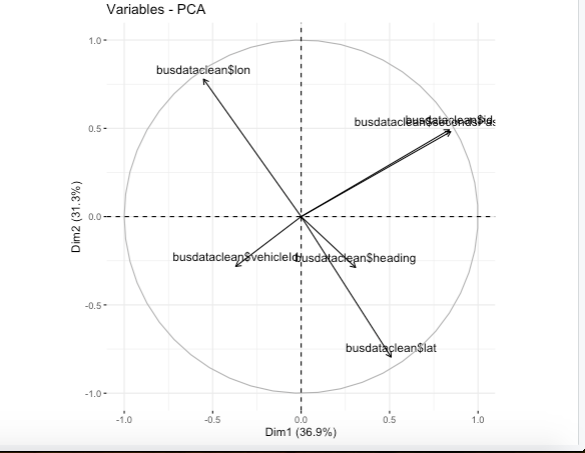 Variables - PCA
1.0
busdataclean$lon
busdataclean$id
0.5
Dim2 (31.3%)
0.0
busdataclean$vehicleId
busdataclean$heading
-0.5
busdataclean$lat
-1.0
-1.0 -0.5 0.0 0.5 1.0
Dim1 (36.9%)